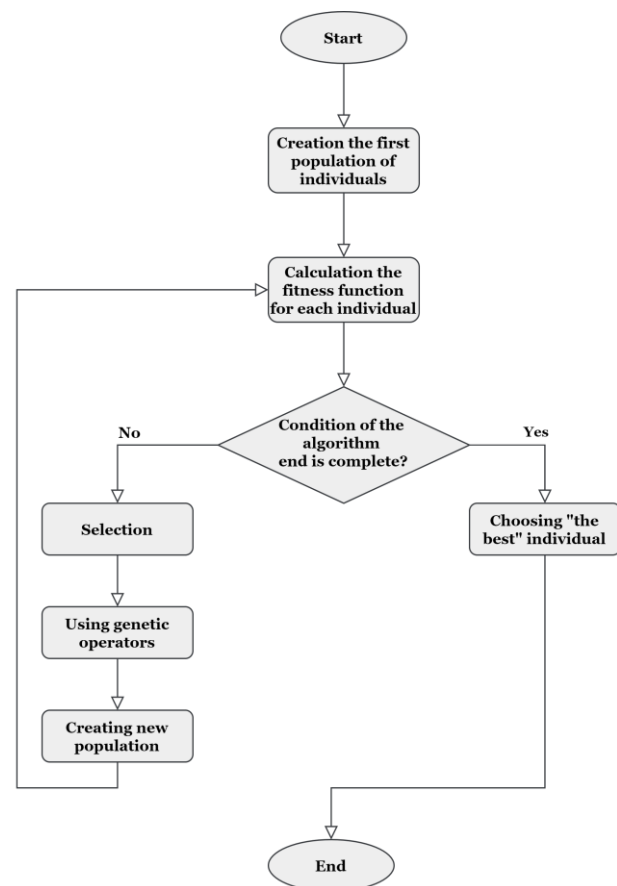 Start
Creation the first
population of
individuals
Calculation the
fitness function
for each individual
Condition of the
algorithm
end is complete?
No
Yes
Selection
Choosing "the
best" individual
Using genetic
operators
Creating new
population
End